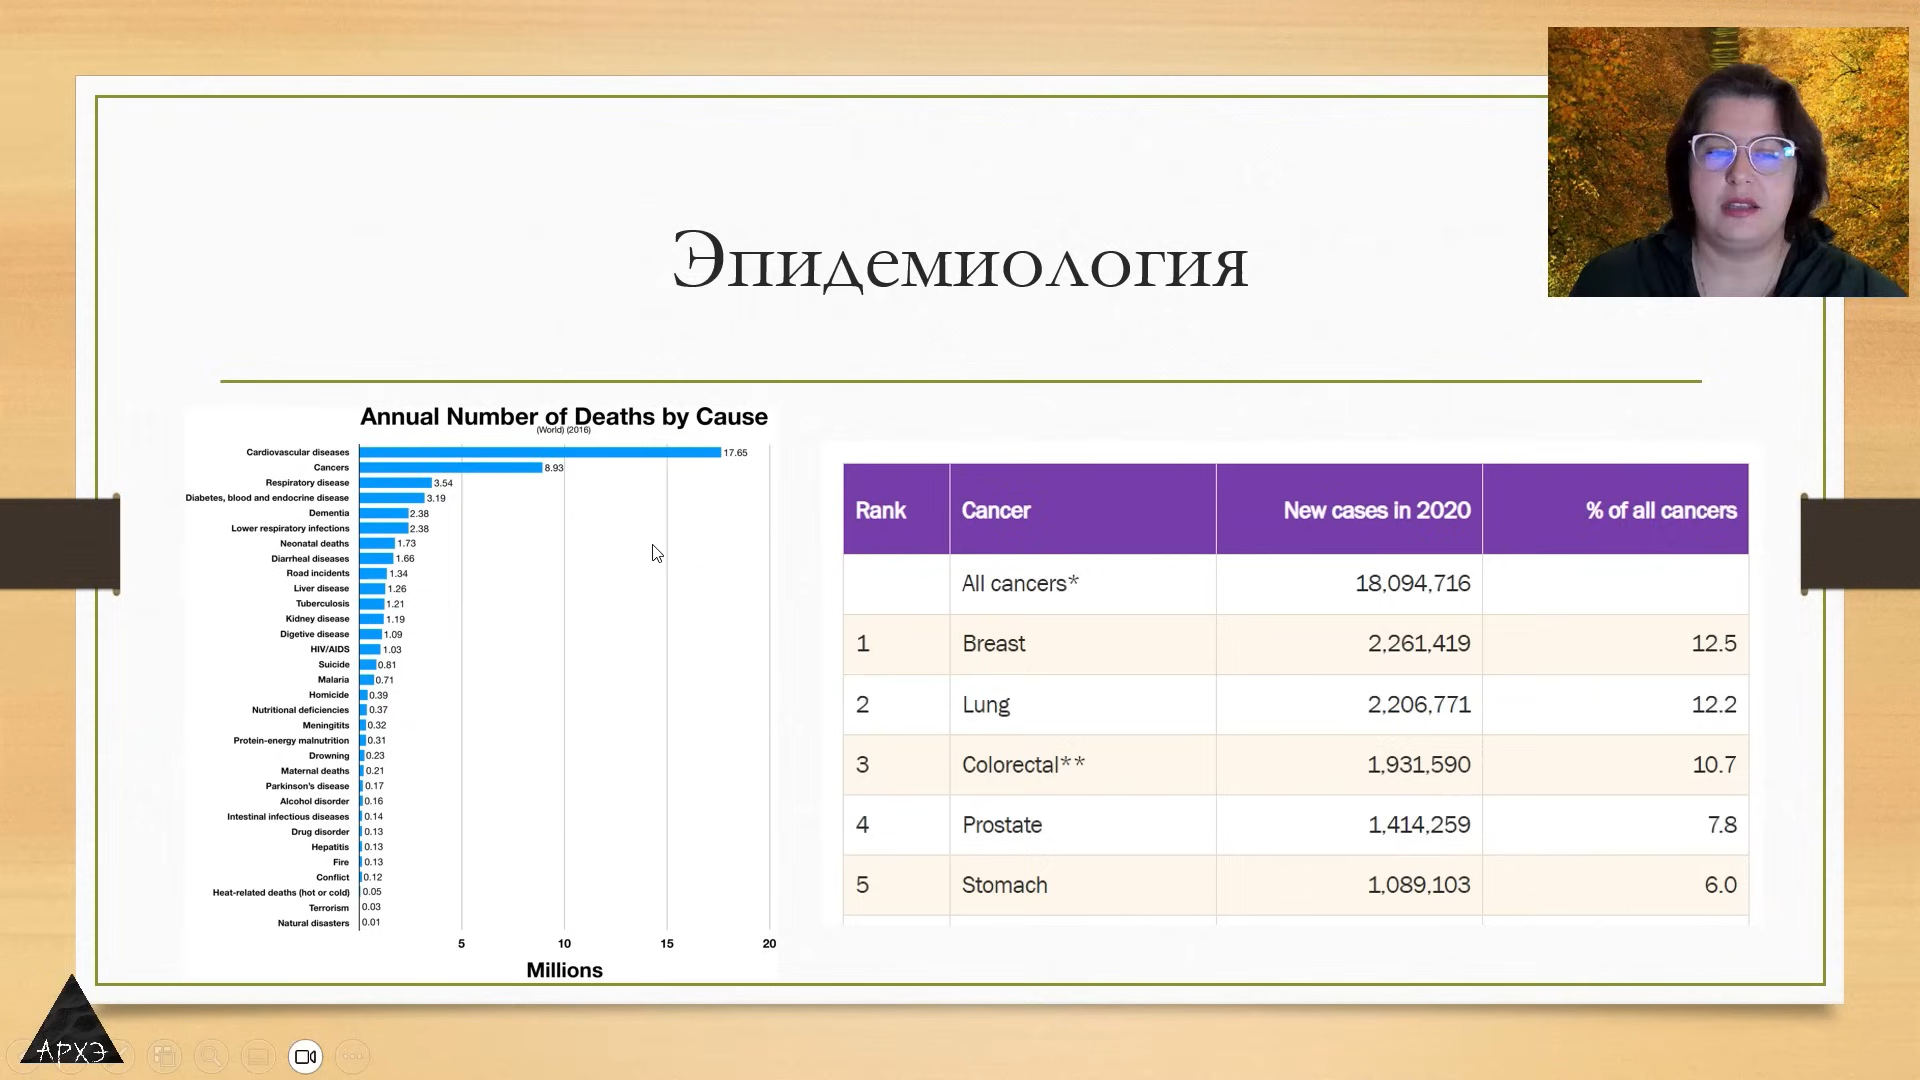 Эпидемиология
Annual Number of Deaths by Cause
(World) (2016)
Cardiovascular diseases 17.65
Cancers 8.93
Respiratory disease 3.54
Diabetes, blood and endocrine disease 3.19
Dementia 2.38
Lower respiratory infections 2.38
Neonatal deaths 1.73
Diarrheal diseases 1.66
Road incidents 1.34
Liver disease 1.26
Tuberculosis 1.21
Kidney disease 1.19
Digetive disease 1.09
HIV/AIDS 1.03
Suicide 0.81
Malaria 0.71
Homicide 0.39
Nutritional deficiencies 0.37
Meningitits 0.32
Protein-energy malnutrition 0.31
Drowning 0.23
Maternal deaths 0.21
Parkinson's disease 0.17
Alcohol disorder 0.16
Intestinal infectious diseases 0.14
Drug disorder 0.13
Hepatitis 0.13
Fire 0.13
Conflict 0.12
Heat-related deaths (hot or cold) 0.05
Terrorism 0.03
Natural disasters 0.01
5 10 15 20
Millions
Rank Cancer New cases in 2020 % of all cancers
All cancers* 18,094,716
1 Breast 2,261,419 12.5
2 Lung 2,206,771 12.2
3 Colorectal** 1,931,590 10.7
4 Prostate 1,414,259 7.8
5 Stomach 1,089,103 6.0
АРХЭ